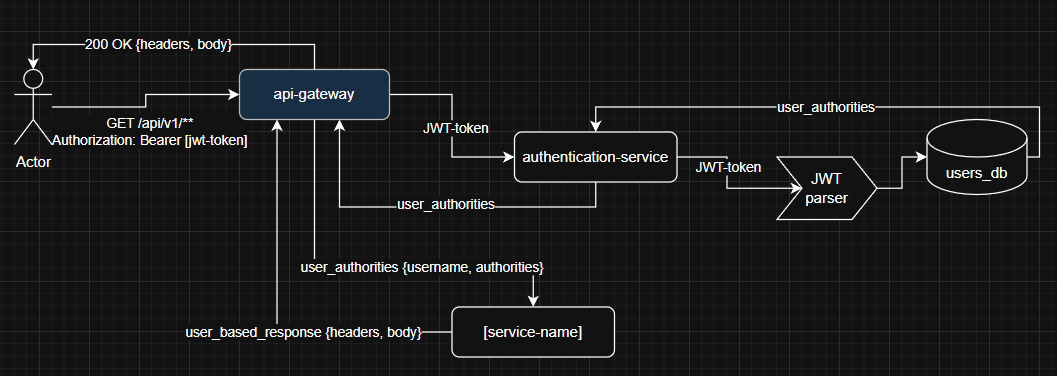 200 OK {headers, body}
api-gateway
GET /api/v1/**
Authorization: Bearer [jwt-token]
Actor
JWT-token
user_authorities
authentication-service
JWT-token
JWT
parser
users_db
user_authorities
user_authorities {username, authorities}
user_based_response {headers, body}
[service-name]